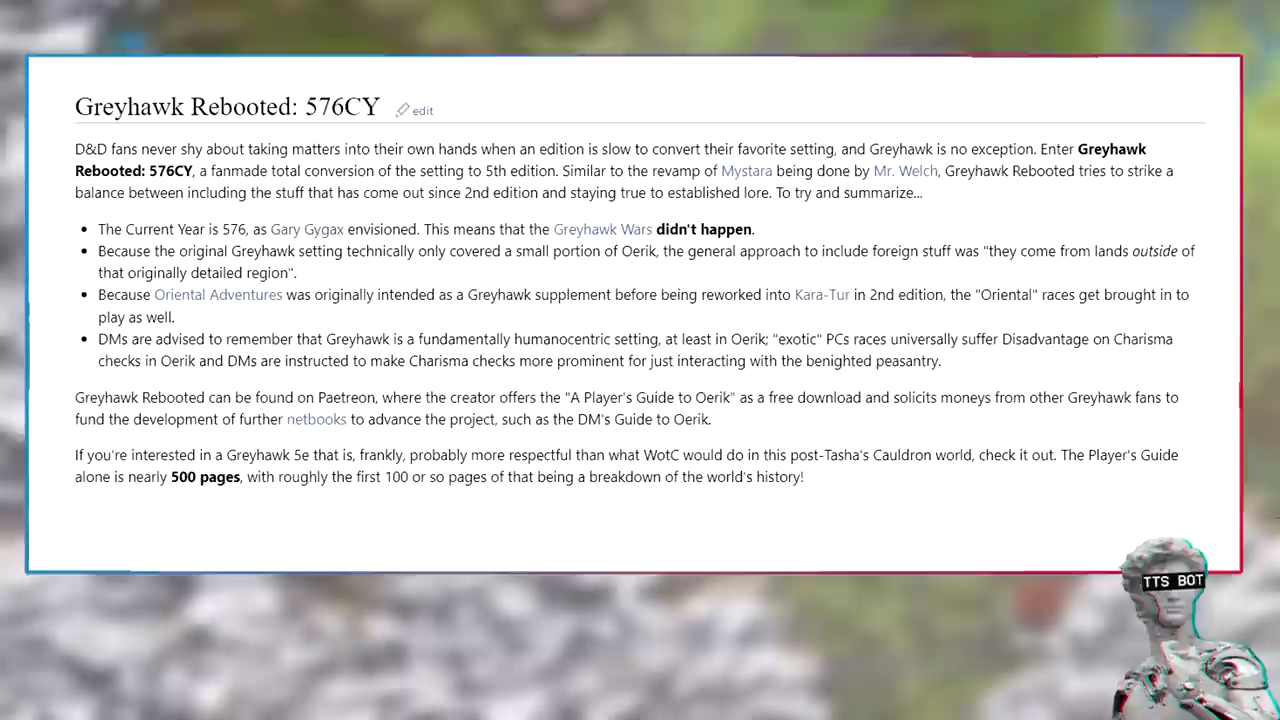 Greyhawk Rebooted: 576CY edit
D&D fans never shy about taking matters into their own hands when an edition is slow to convert their favorite setting, and Greyhawk is no exception. Enter Greyhawk
Rebooted: 576CY, a fanmade total conversion of the setting to 5th edition. Similar to the revamp of Mystara being done by Mr. Welch, Greyhawk Rebooted tries to strike a
balance between including the stuff that has come out since 2nd edition and staying true to established lore. To try and summarize...
• The Current Year is 576, as Gary Gygax envisioned. This means that the Greyhawk Wars didn't happen.
• Because the original Greyhawk setting technically only covered a small portion of Oerik, the general approach to include foreign stuff was "they come from lands outside of
that originally detailed region".
• Because Oriental Adventures was originally intended as a Greyhawk supplement before being reworked into Kara-Tur in 2nd edition, the "Oriental" races get brought in to
play as well.
• DMs are advised to remember that Greyhawk is a fundamentally humanocentric setting, at least in Oerik; "exotic" PCs races universally suffer Disadvantage on Charisma
checks in Oerik and DMs are instructed to make Charisma checks more prominent for just interacting with the benighted peasantry.
Greyhawk Rebooted can be found on Paetreon, where the creator offers the "A Player's Guide to Oerik" as a free download and solicits moneys from other Greyhawk fans to
fund the development of further netbooks to advance the project, such as the DM's Guide to Oerik.
If you're interested in a Greyhawk 5e that is, frankly, probably more respectful than what WotC would do in this post-Tasha's Cauldron world, check it out. The Player's Guide
alone is nearly 500 pages, with roughly the first 100 or so pages of that being a breakdown of the world's history!
TTS BOT